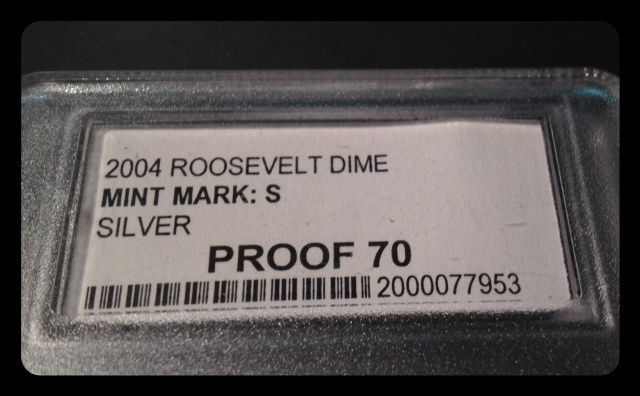 2004 ROOSEVELT DIME
MINT MARK: S
SILVER
PROOF 70
2000077953